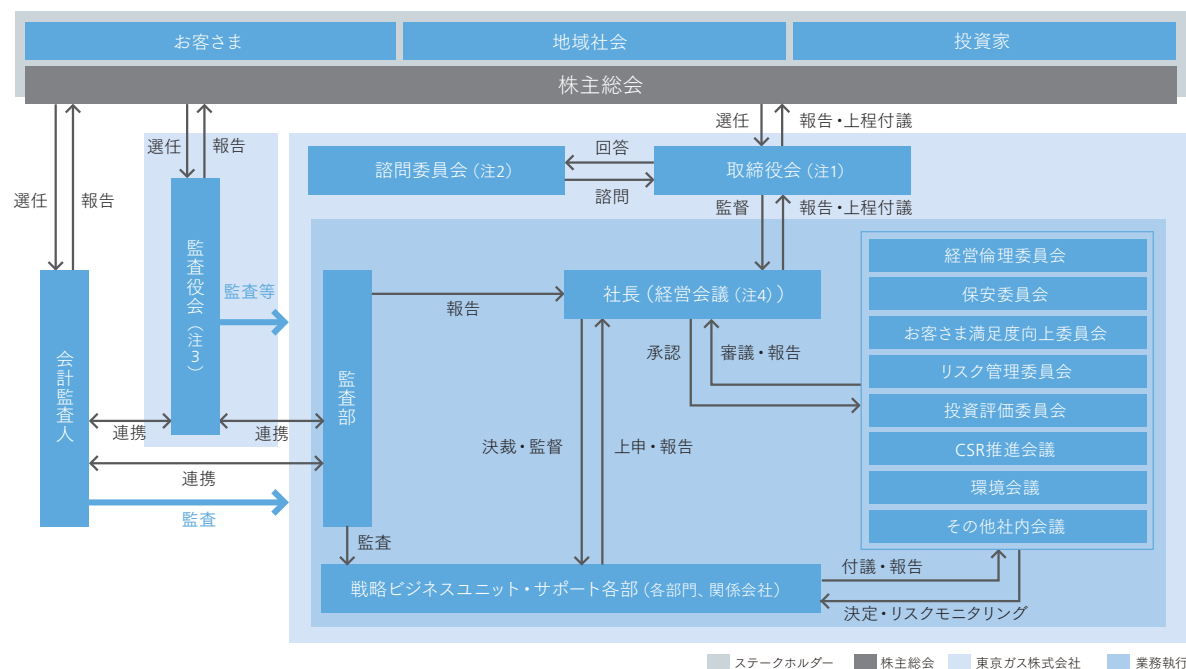 お客さま
地域社会
投資家
株主総会
選任
報告
選任
報告
選任
報告・上程付議
諮問委員会（注2）
回答
諮問
取締役会（注1）
監督
報告・上程付議
監査役会（注3）
監査等
会計監査人
監査部
報告
社長（経営会議（注4））
承認
審議・報告
経営倫理委員会
保安委員会
お客さま満足度向上委員会
リスク管理委員会
投資評価委員会
CSR推進会議
環境会議
その他社内会議
連携
連携
連携
監査
決裁・監督
上申・報告
監査
戦略ビジネスユニット・サポート各部（各部門、関係会社）
付議・報告
決定・リスクモニタリング
ステークホルダー
株主総会
東京ガス株式会社
業務執行